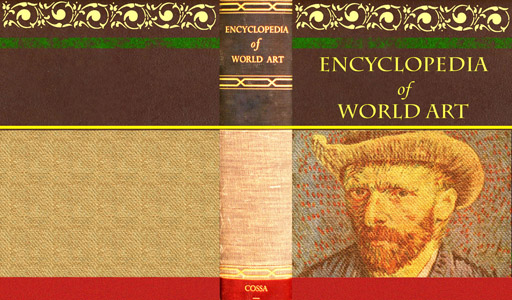 ENCYCLOPEDIA
of
WORLD ART
COSSA
ENCYCLOPEDIA
of
WORLD ART